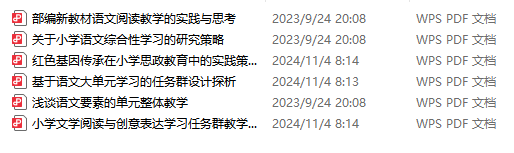 部编新教材语文阅读教学的实践与思考 2023/9/24 20:08 WPS PDF 文档
关于小学语文综合性学习的研究策略 2023/9/24 20:08 WPS PDF 文档
红色基因传承在小学思政教育中的实践策... 2024/11/4 8:14 WPS PDF 文档
基于语文大单元学习的任务群设计探析 2024/11/4 8:13 WPS PDF 文档
浅谈语文要素的单元整体教学 2023/9/24 20:08 WPS PDF 文档
小学文学阅读与创意表达学习任务群教学... 2024/11/4 8:14 WPS PDF 文档